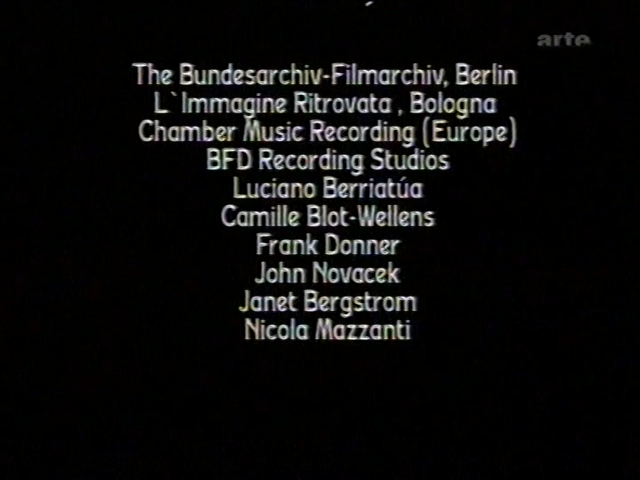 arte
The Bundesarchiv-Filmarchiv, Berlin
L`Immagine Ritrovata , Bologna
Chamber Music Recording (Europe)
BFD Recording Studios
Luciano Berriatúa
Camille Blot-Wellens
Frank Donner
John Novacek
Janet Bergstrom
Nicola Mazzanti